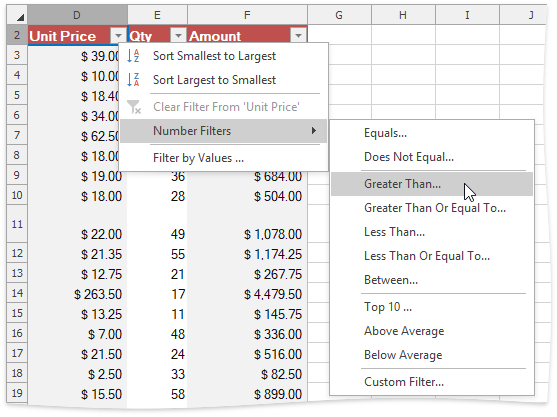 D E F G H I J
2 Unit Price Qty Amount
3 $ 39.00 Sort Smallest to Largest
4 $ 10.00 Sort Largest to Smallest
5 $ 18.40
6 $ 34.00 Clear Filter From 'Unit Price'
7 $ 62.50 Number Filters Equals...
8 $ 18.00 Filter by Values ... Does Not Equal...
9 $ 19.00 36 $ 684.00 Greater Than...
10 $ 18.00 28 $ 504.00 Greater Than Or Equal To...
11 $ 22.00 49 $ 1,078.00 Less Than...
12 $ 21.35 55 $ 1,174.25 Less Than Or Equal To...
13 $ 12.75 21 $ 267.75 Between...
14 $ 263.50 17 $ 4,479.50
15 $ 13.25 11 $ 145.75 Top 10 ...
16 $ 7.00 48 $ 336.00 Above Average
17 $ 21.50 24 $ 516.00 Below Average
18 $ 2.50 33 $ 82.50
19 $ 15.50 58 $ 899.00 Custom Filter...